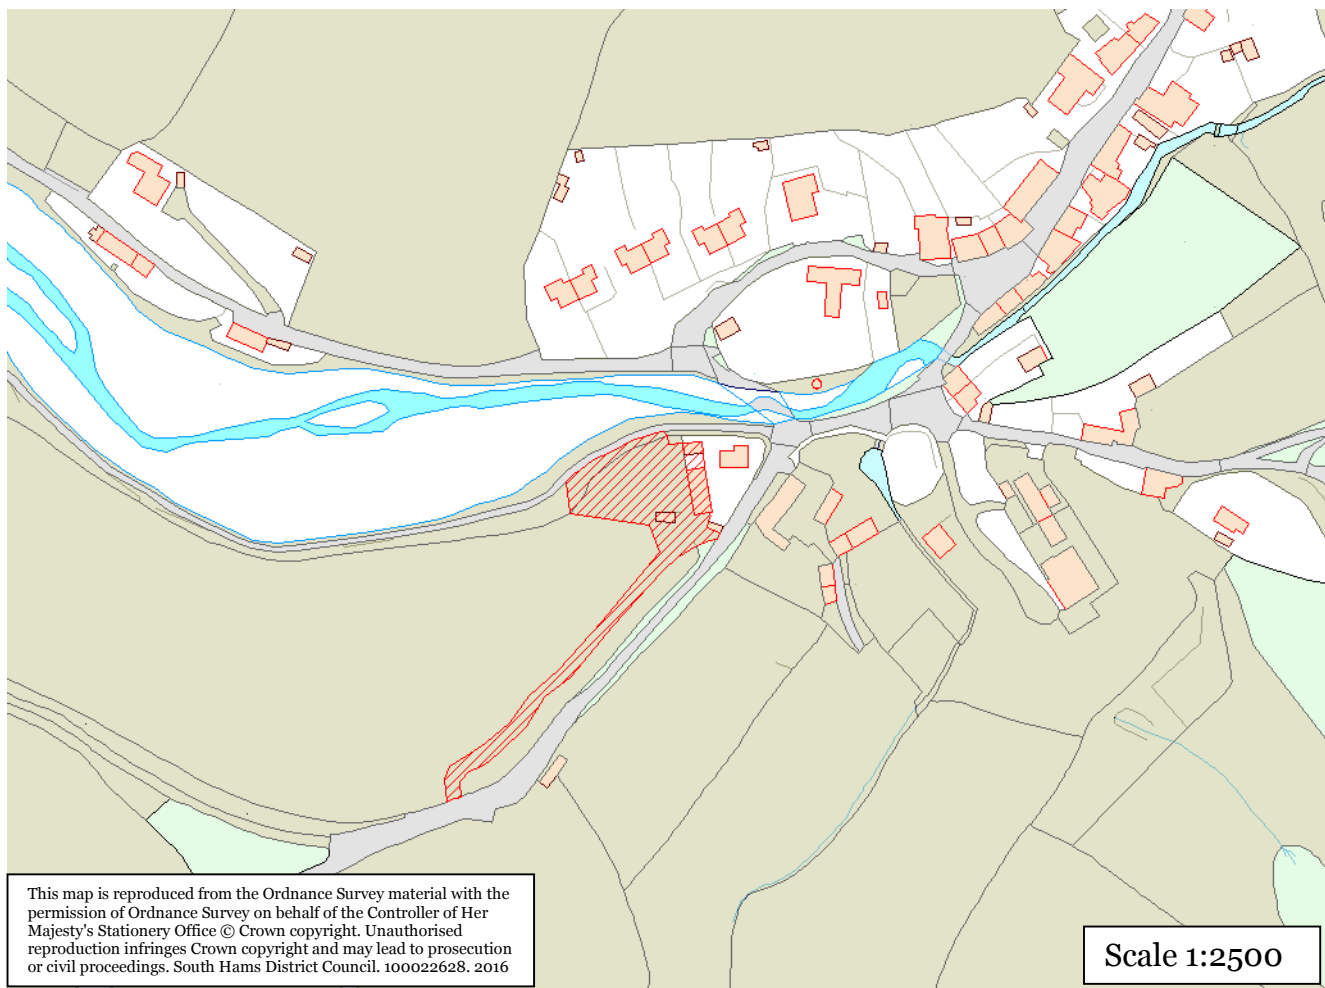 This map is reproduced from the Ordnance Survey material with the
permission of Ordnance Survey on behalf of the Controller of Her
Majesty's Stationery Office © Crown copyright. Unauthorised
reproduction infringes Crown copyright and may lead to prosecution
or civil proceedings. South Hams District Council. 100022628. 2016
Scale 1:2500